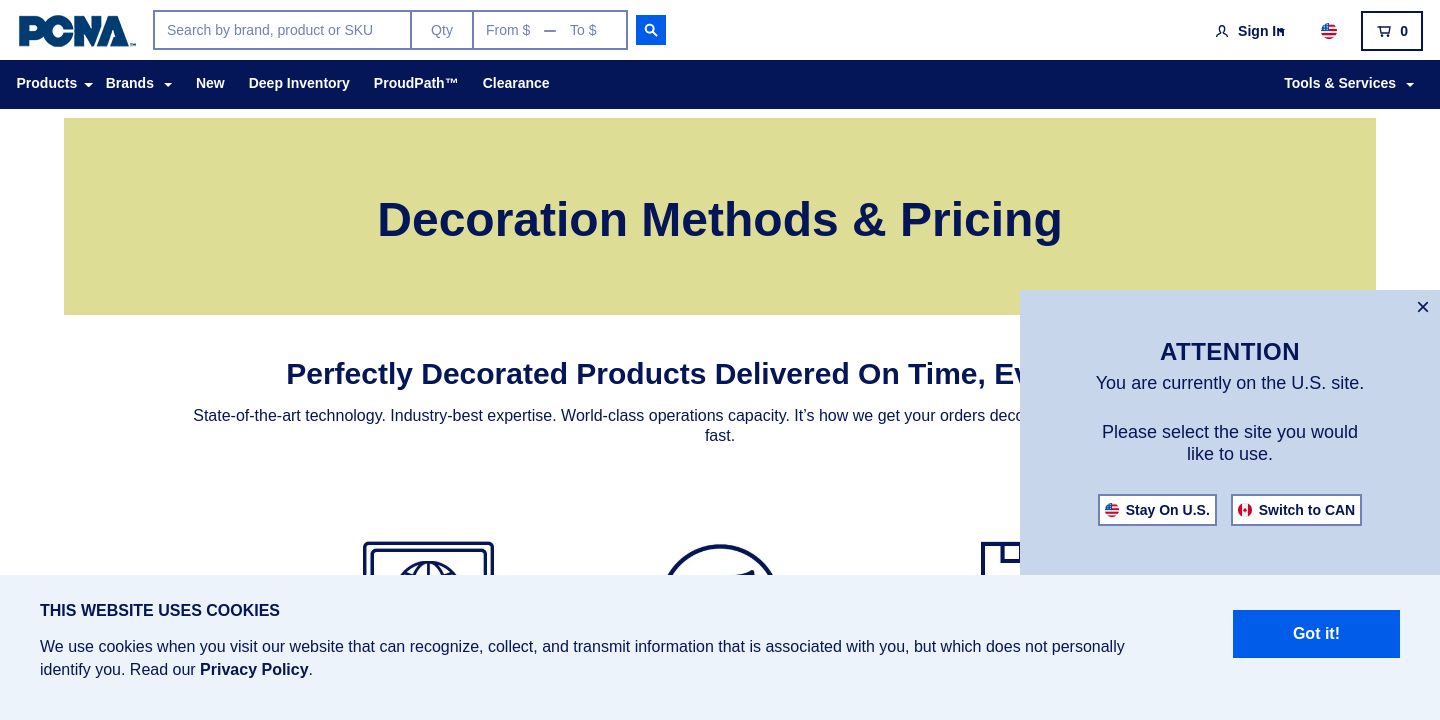 PCNA™
Search by brand, product or SKU
Qty
From $ — To $
Sign In
0
Products
Brands
New
Deep Inventory
ProudPath™
Clearance
Tools & Services
Decoration Methods & Pricing
Perfectly Decorated Products Delivered On Time,
State-of-the-art technology. Industry-best expertise. World-class operations capacity. It’s how we get your orders
fast.
×
ATTENTION
You are currently on the U.S. site.
Please select the site you would
like to use.
Stay On U.S.
Switch to CAN
THIS WEBSITE USES COOKIES
We use cookies when you visit our website that can recognize, collect, and transmit information that is associated with you, but which does not personally
identify you. Read our Privacy Policy.
Got it!